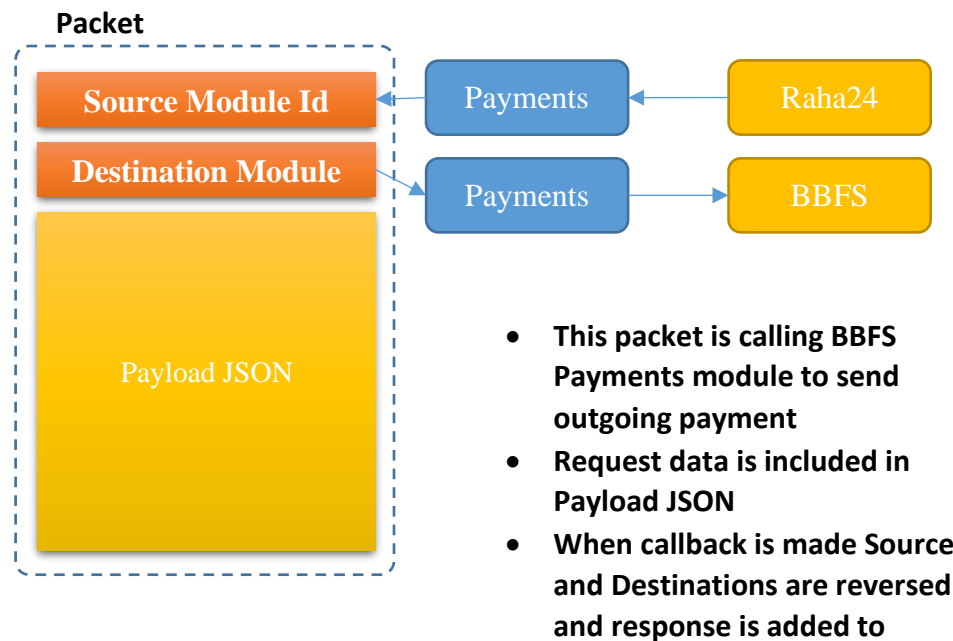 Packet
Source Module Id
Payments
Raha24
Destination Module
Payments
BBFS
Payload JSON
• This packet is calling BBFS
Payments module to send
outgoing payment
• Request data is included in
Payload JSON
• When callback is made Source
and Destinations are reversed
and response is added to